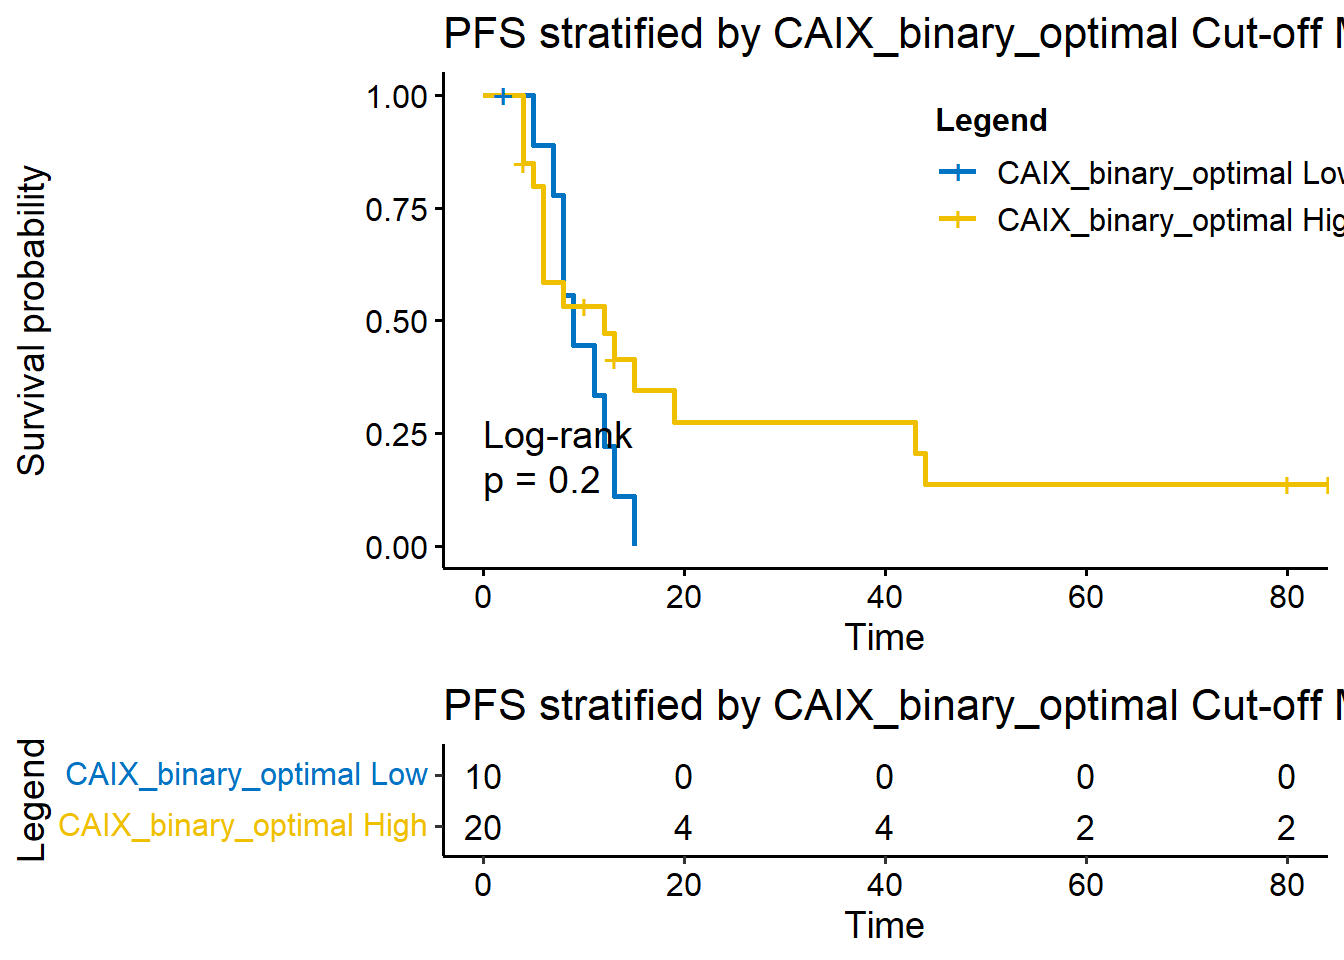 PFS stratified by CAIX_binary_optimal Cut-off
Survival probability
1.00
0.75
0.50
0.25
0.00
Legend
CAIX_binary_optimal
CAIX_binary_optimal
Log-rank
p = 0.2
0 20 40 60 80
Time
PFS stratified by CAIX_binary_optimal Cut-off
Legend
CAIX_binary_optimal Low 10 0 0 0 0
CAIX_binary_optimal High 20 4 4 2 2
0 20 40 60 80
Time